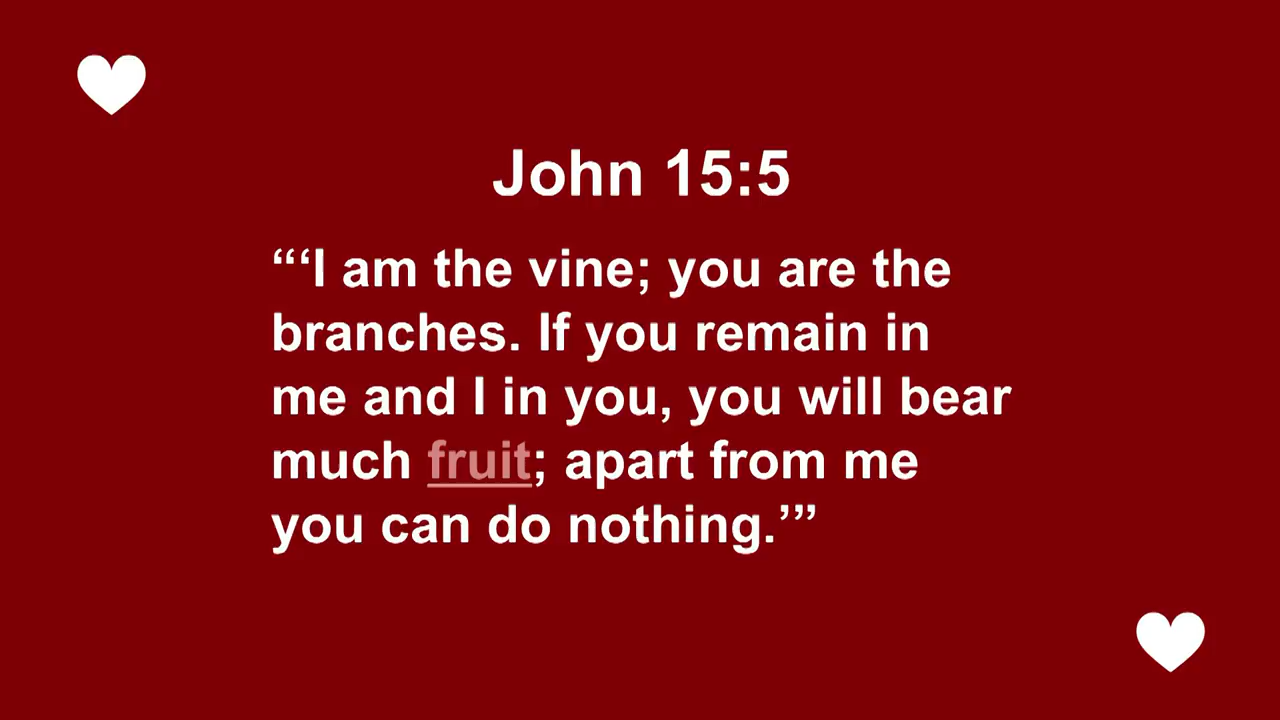 John 15:5
“‘I am the vine; you are the
branches. If you remain in
me and I in you, you will bear
much fruit; apart from me
you can do nothing.’”